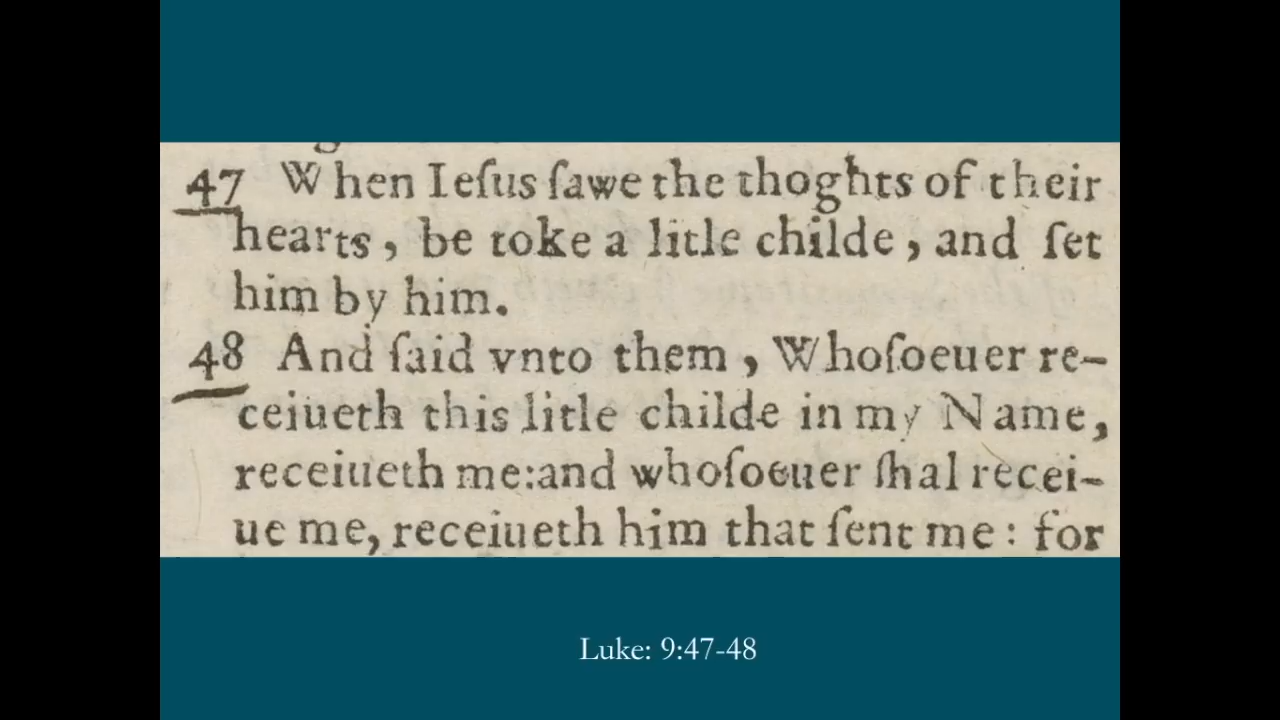 47 When Iesus sawe the thoghts of their
hearts, he toke a litle childe, and set
him by him.
48 And said vnto them, Whosoeuer re-
ceiueth this litle childe in my Name,
receiueth me:and whosoeuer shal recei-
ue me, receiueth him that sent me: for
Luke: 9:47-48